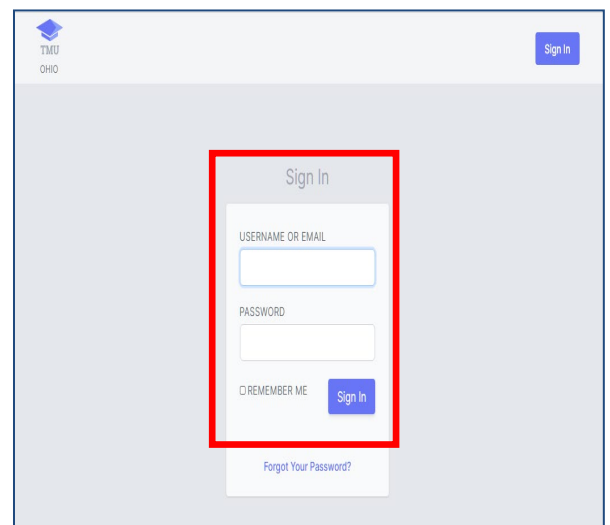 TMU
OHIO
Sign In
Sign In
USERNAME OR EMAIL
PASSWORD
REMEMBER ME
Sign In
Forgot Your Password?